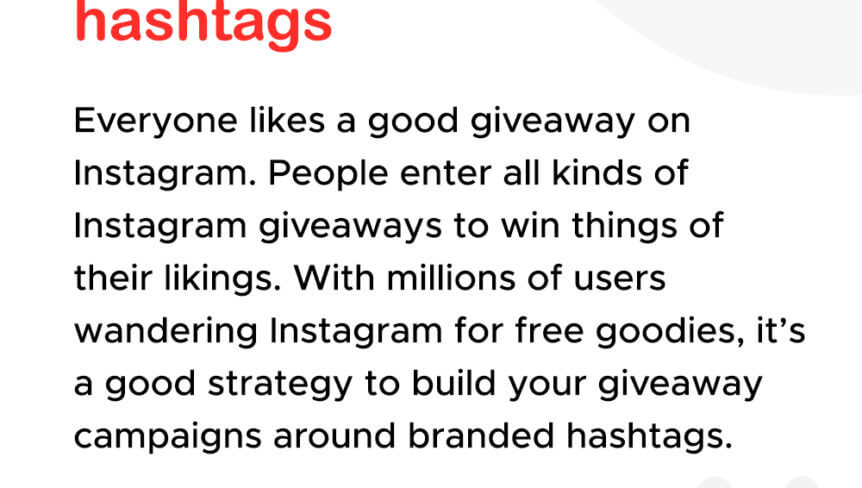 hashtags
Everyone likes a good giveaway on
Instagram. People enter all kinds of
Instagram giveaways to win things of
their likings. With millions of users
wandering Instagram for free goodies, it’s
a good strategy to build your giveaway
campaigns around branded hashtags.